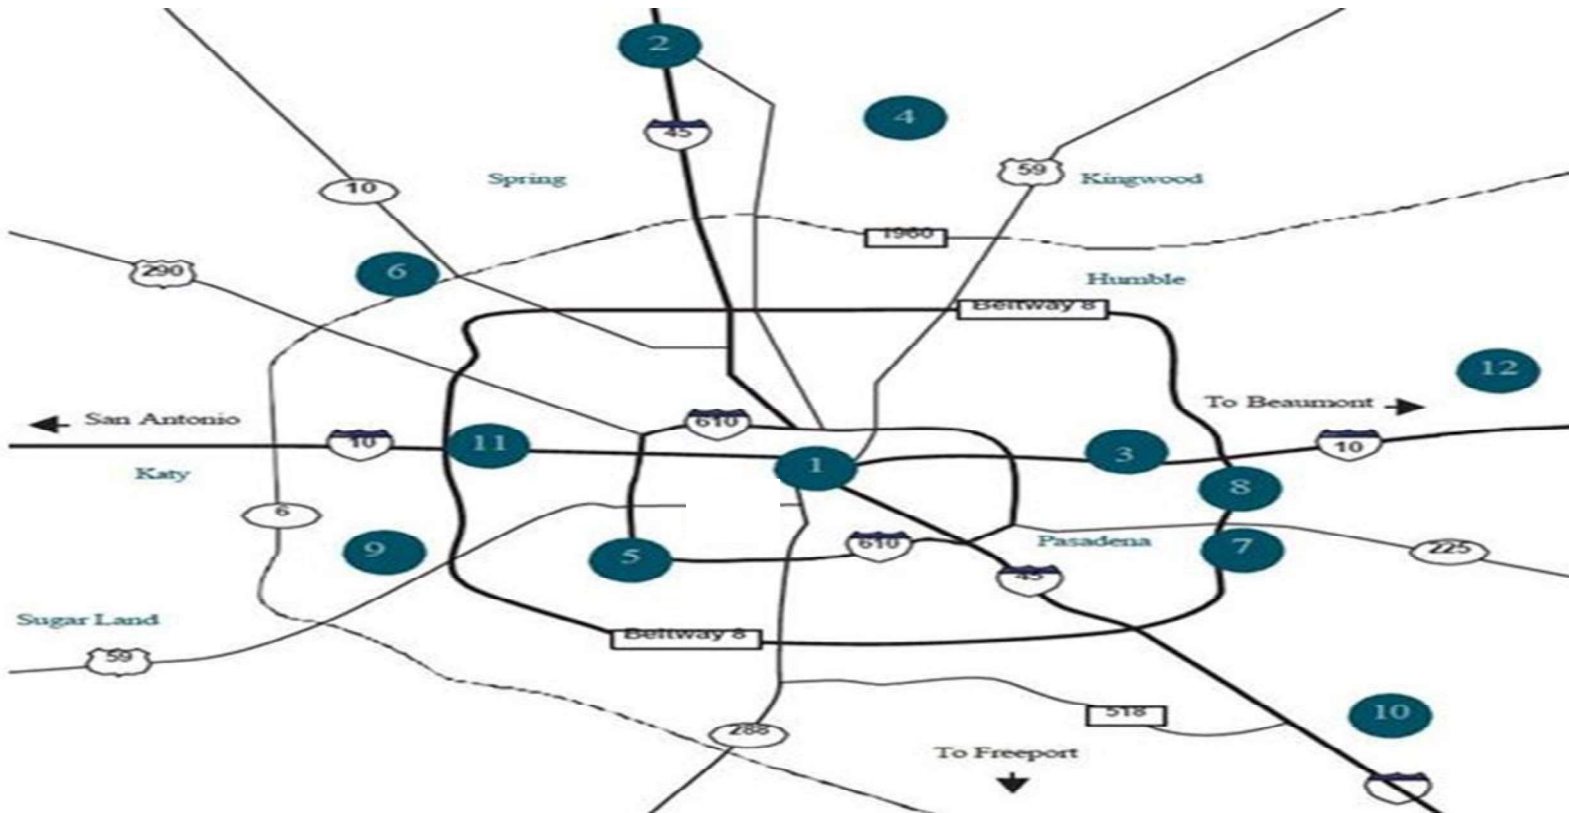 2
4
45
59
Spring
Kingwood
10
1960
290
6
Humble
Beltway 8
12
To Beaumont
San Antonio
610
10
11
1
3
10
Katy
8
6
9
5
610
Pasadena
7
225
45
Sugar Land
Beltway 8
59
518
10
288
To Freeport